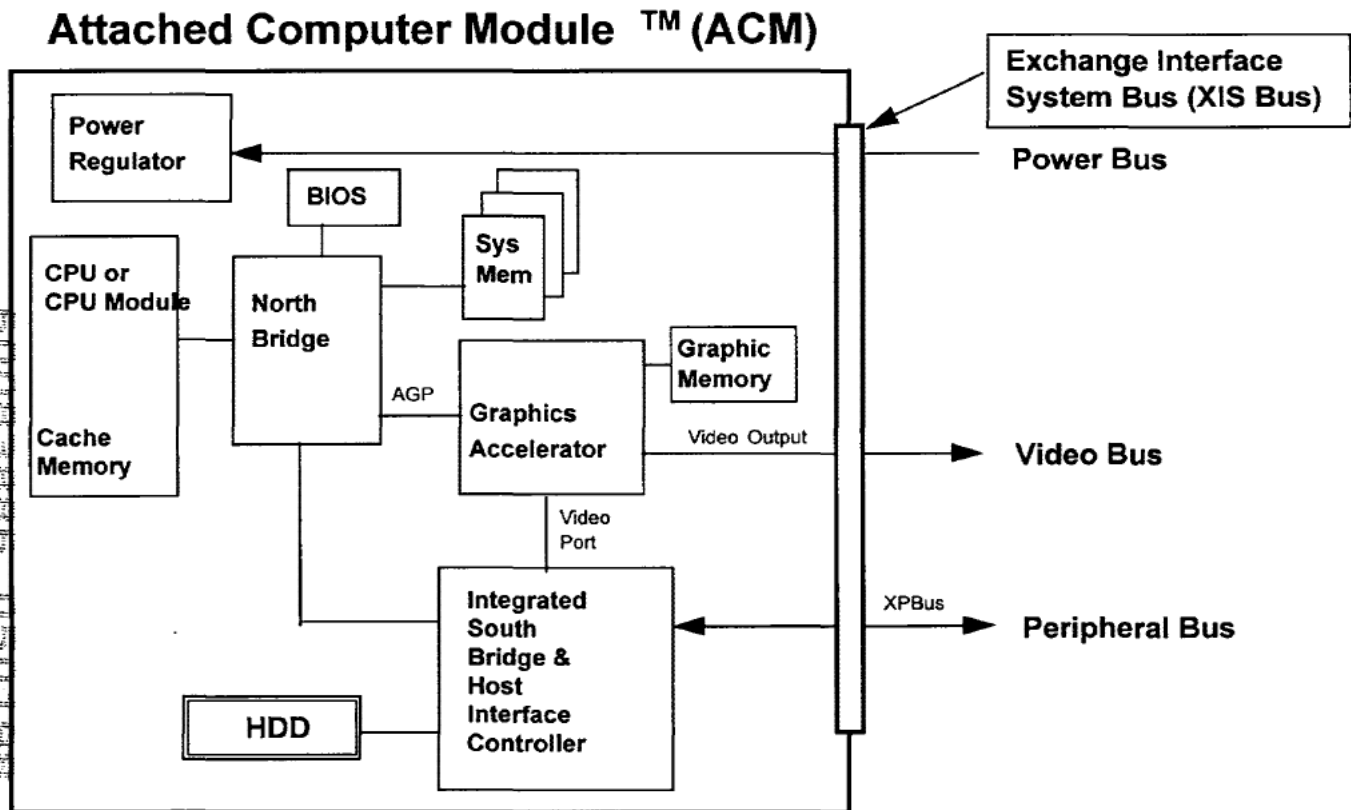 Attached Computer Module ™ (ACM)
Exchange Interface
System Bus (XIS Bus)
Power
Regulator
Power Bus
BIOS
Sys
Mem
CPU or
CPU Module
Cache
Memory
North
Bridge
AGP
Graphics
Accelerator
Graphic
Memory
Video Output
Video Bus
Video
Port
Integrated
South
Bridge &
Host
Interface
Controller
XPBus
Peripheral Bus
HDD